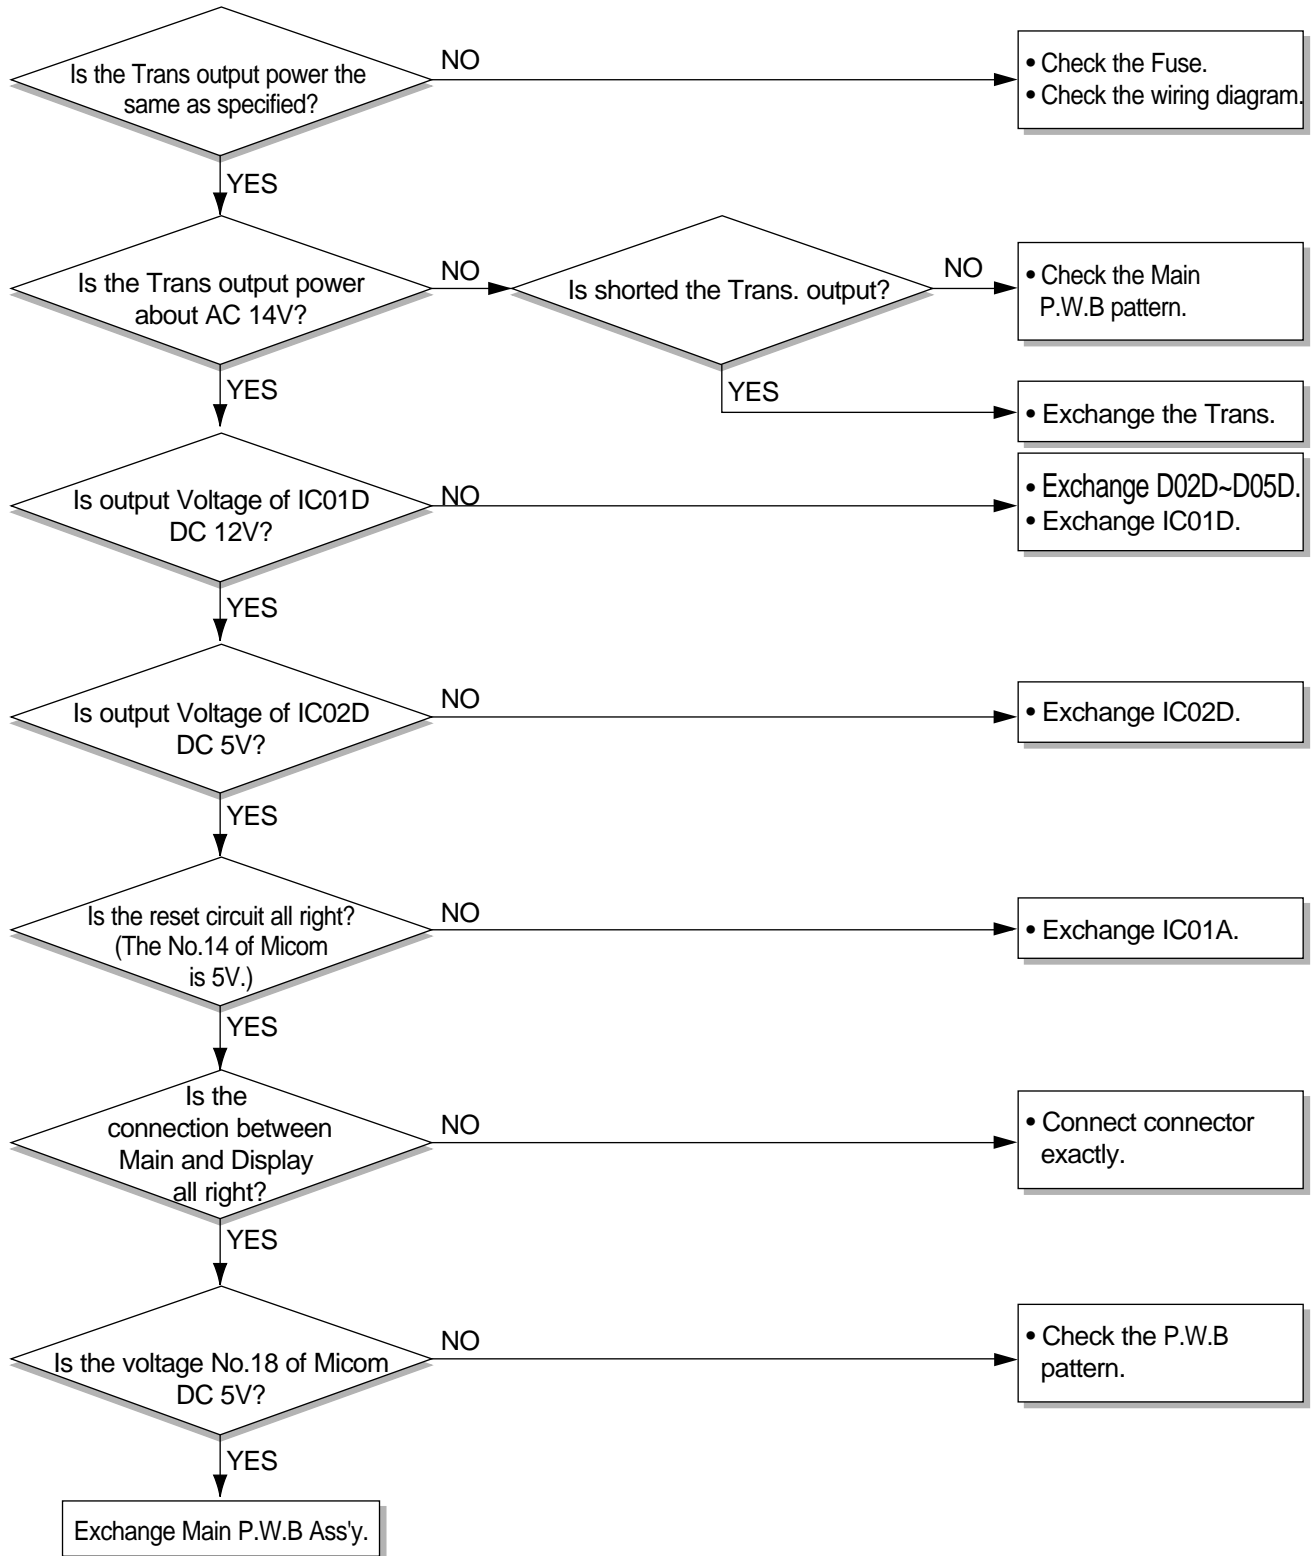 Is the Trans output power the
same as specified?
NO
• Check the Fuse.
• Check the wiring diagram.
YES
Is the Trans output power
about AC 14V?
NO
Is shorted the Trans. output?
NO
• Check the Main
P.W.B pattern.
YES
YES
• Exchange the Trans.
Is output Voltage of IC01D
DC 12V?
NO
• Exchange D02D~D05D.
• Exchange IC01D.
YES
Is output Voltage of IC02D
DC 5V?
NO
• Exchange IC02D.
YES
Is the reset circuit all right?
(The No.14 of Micom
is 5V.)
NO
• Exchange IC01A.
YES
Is the
connection between
Main and Display
all right?
NO
• Connect connector
exactly.
YES
Is the voltage No.18 of Micom
DC 5V?
NO
• Check the P.W.B
pattern.
YES
Exchange Main P.W.B Ass'y.